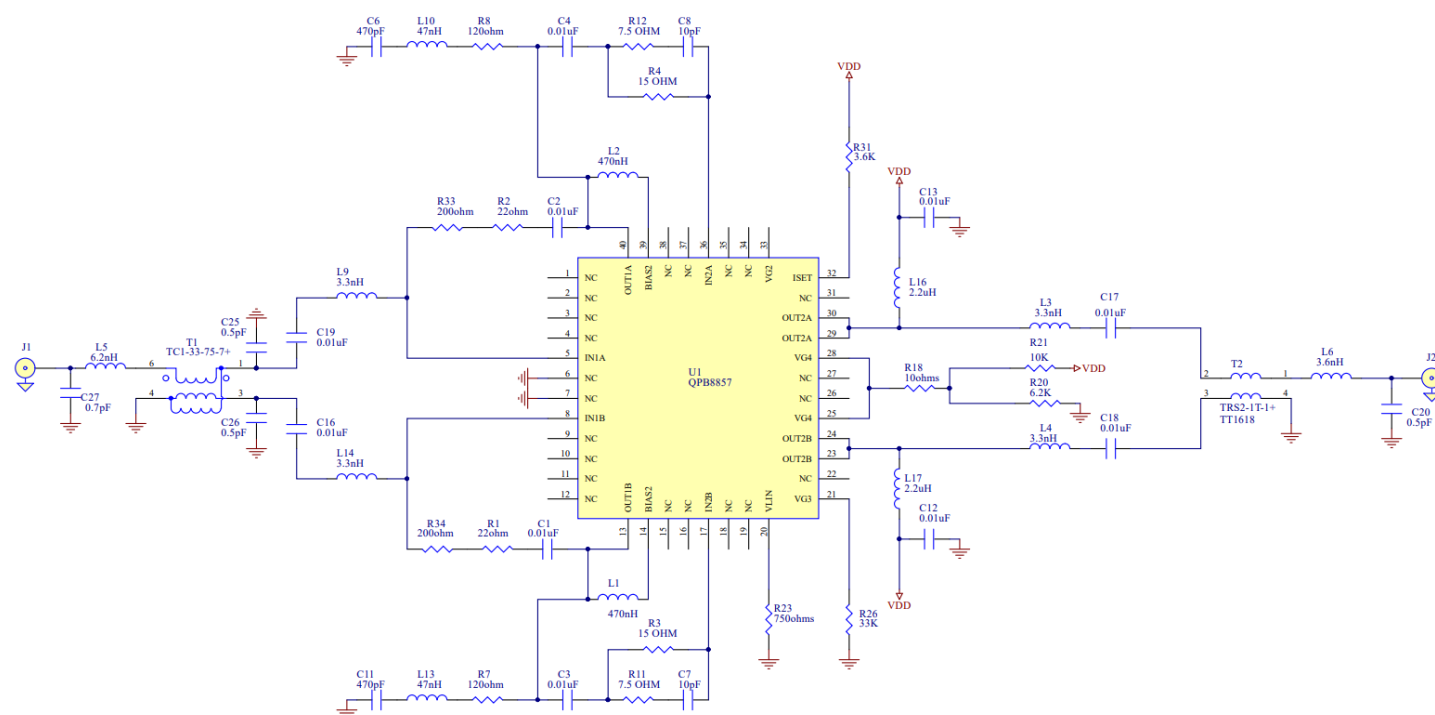 C6
470pF
L10
47nH
R8
120ohm
C4
0.01uF
R12
7.5 OHM
C8
10pF
R4
15 OHM
VDD
R31
3.6K
L2
470nH
VDD
C13
0.01uF
R33
200ohm
R2
22ohm
C2
0.01uF
40
39
38
37
36
35
34
33
OUT1A
BIAS2
NC
NC
IN2A
NC
NC
VG2
L9
3.3nH
1 NC
2 NC
3 NC
4 NC
5 IN1A
6 NC
7 NC
8 IN1B
9 NC
10 NC
11 NC
12 NC
ISET 32
NC 31
OUT2A 30
OUT2A 29
VG4 28
NC 27
NC 26
VG4 25
OUT2B 24
OUT2B 23
NC 22
VG3 21
U1
QPB8857
L16
2.2uH
L3
3.3nH
C17
0.01uF
C25
0.5pF
C19
0.01uF
J1
L5
6.2nH
T1
TC1-33-75-7+
6
1
4
3
C27
0.7pF
C26
0.5pF
C16
0.01uF
L14
3.3nH
R18
10ohms
R21
10K
VDD
R20
6.2K
2
T2
1
3
4
TRS2-1T-1+
TT1618
L6
3.6nH
J2
C20
0.5pF
L4
3.3nH
C18
0.01uF
L17
2.2uH
C12
0.01uF
VDD
OUT1B
BIAS2
NC
NC
IN2B
NC
NC
VLIN
13
14
15
16
17
18
19
20
R34
200ohm
R1
22ohm
C1
0.01uF
L1
470nH
R3
15 OHM
R23
750ohms
R26
33K
C11
470pF
L13
47nH
R7
120ohm
C3
0.01uF
R11
7.5 OHM
C7
10pF